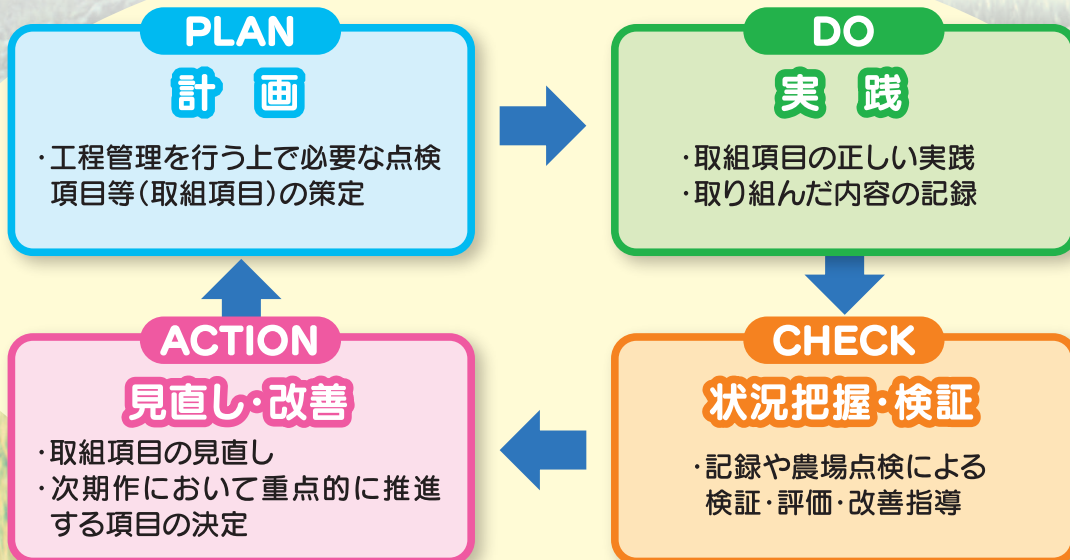 PLAN
計 画
・工程管理を行う上で必要な点検
項目等(取組項目)の策定
DO
実 践
・取組項目の正しい実践
・取り組んだ内容の記録
CHECK
状況把握・検証
・記録や農場点検による
検証・評価・改善指導
ACTION
見直し・改善
・取組項目の見直し
・次期作において重点的に推進
する項目の決定